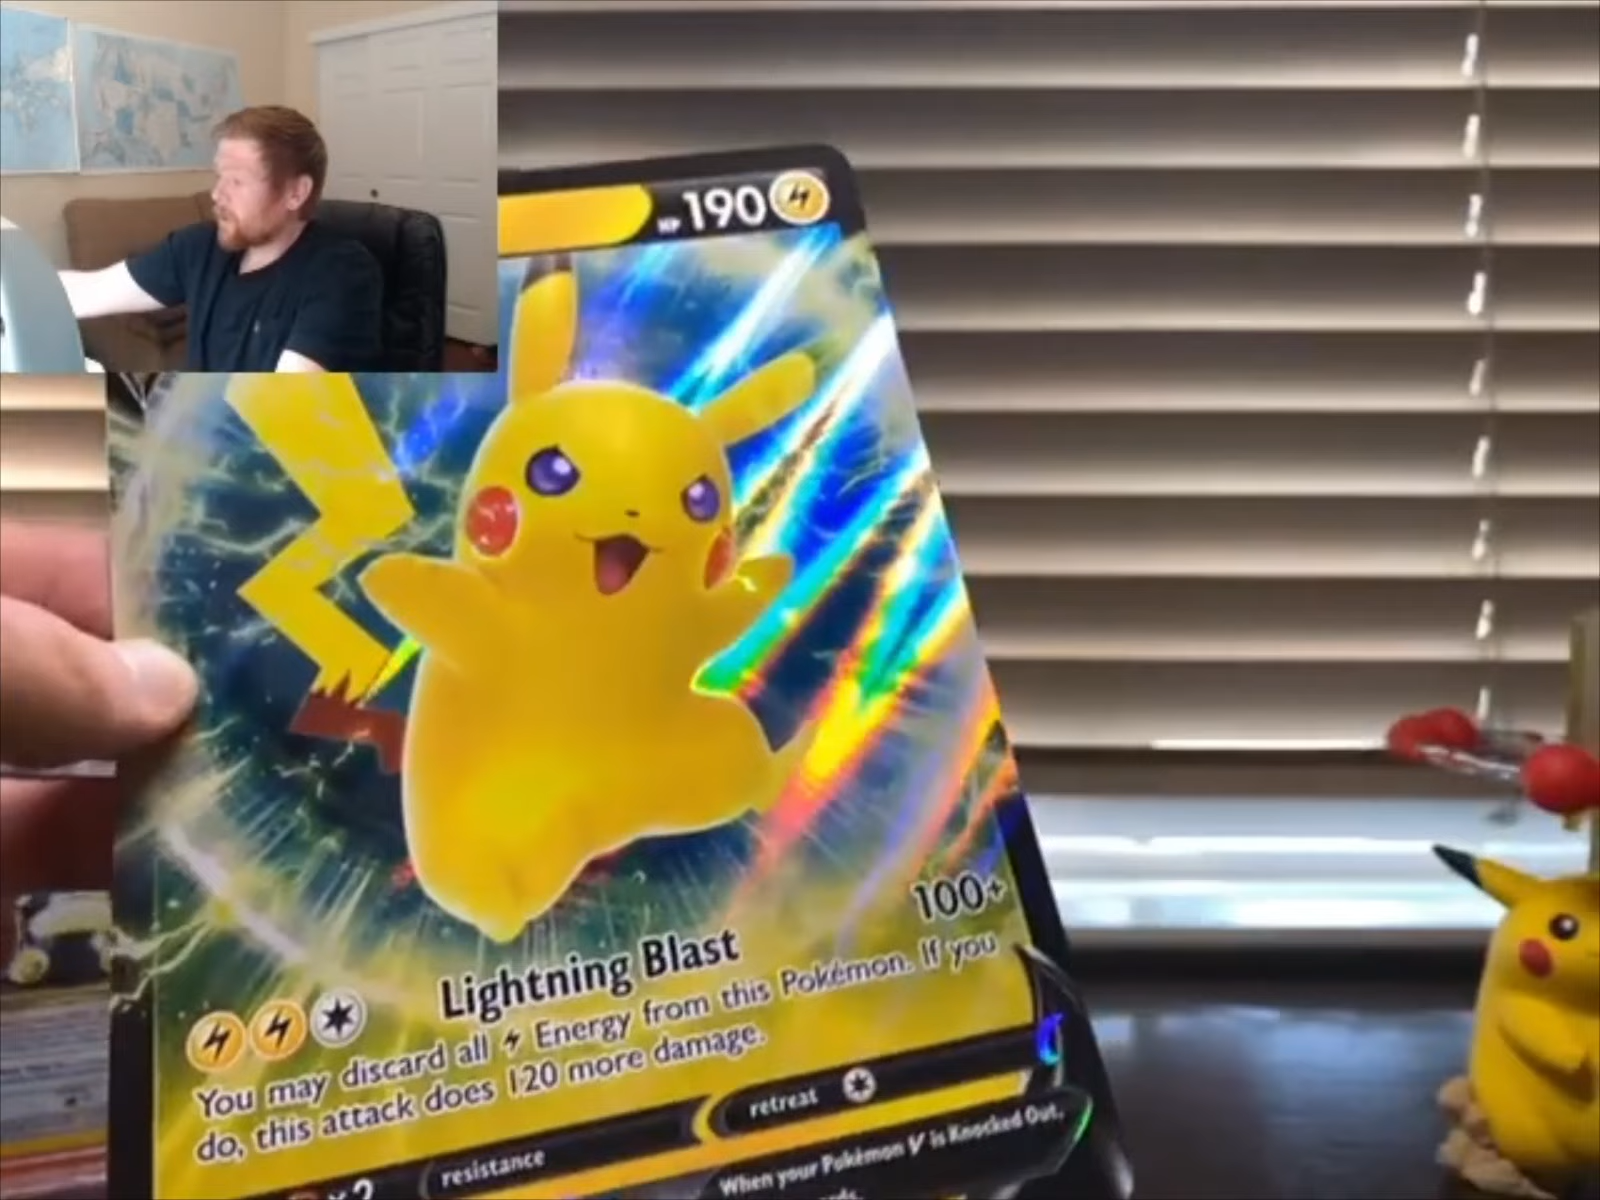 HP 190
100+
Lightning Blast
You may discard all Energy from this Pokémon. If you
do, this attack does 120 more damage.
×2
resistance
retreat
When your Pokémon V is Knocked Out,